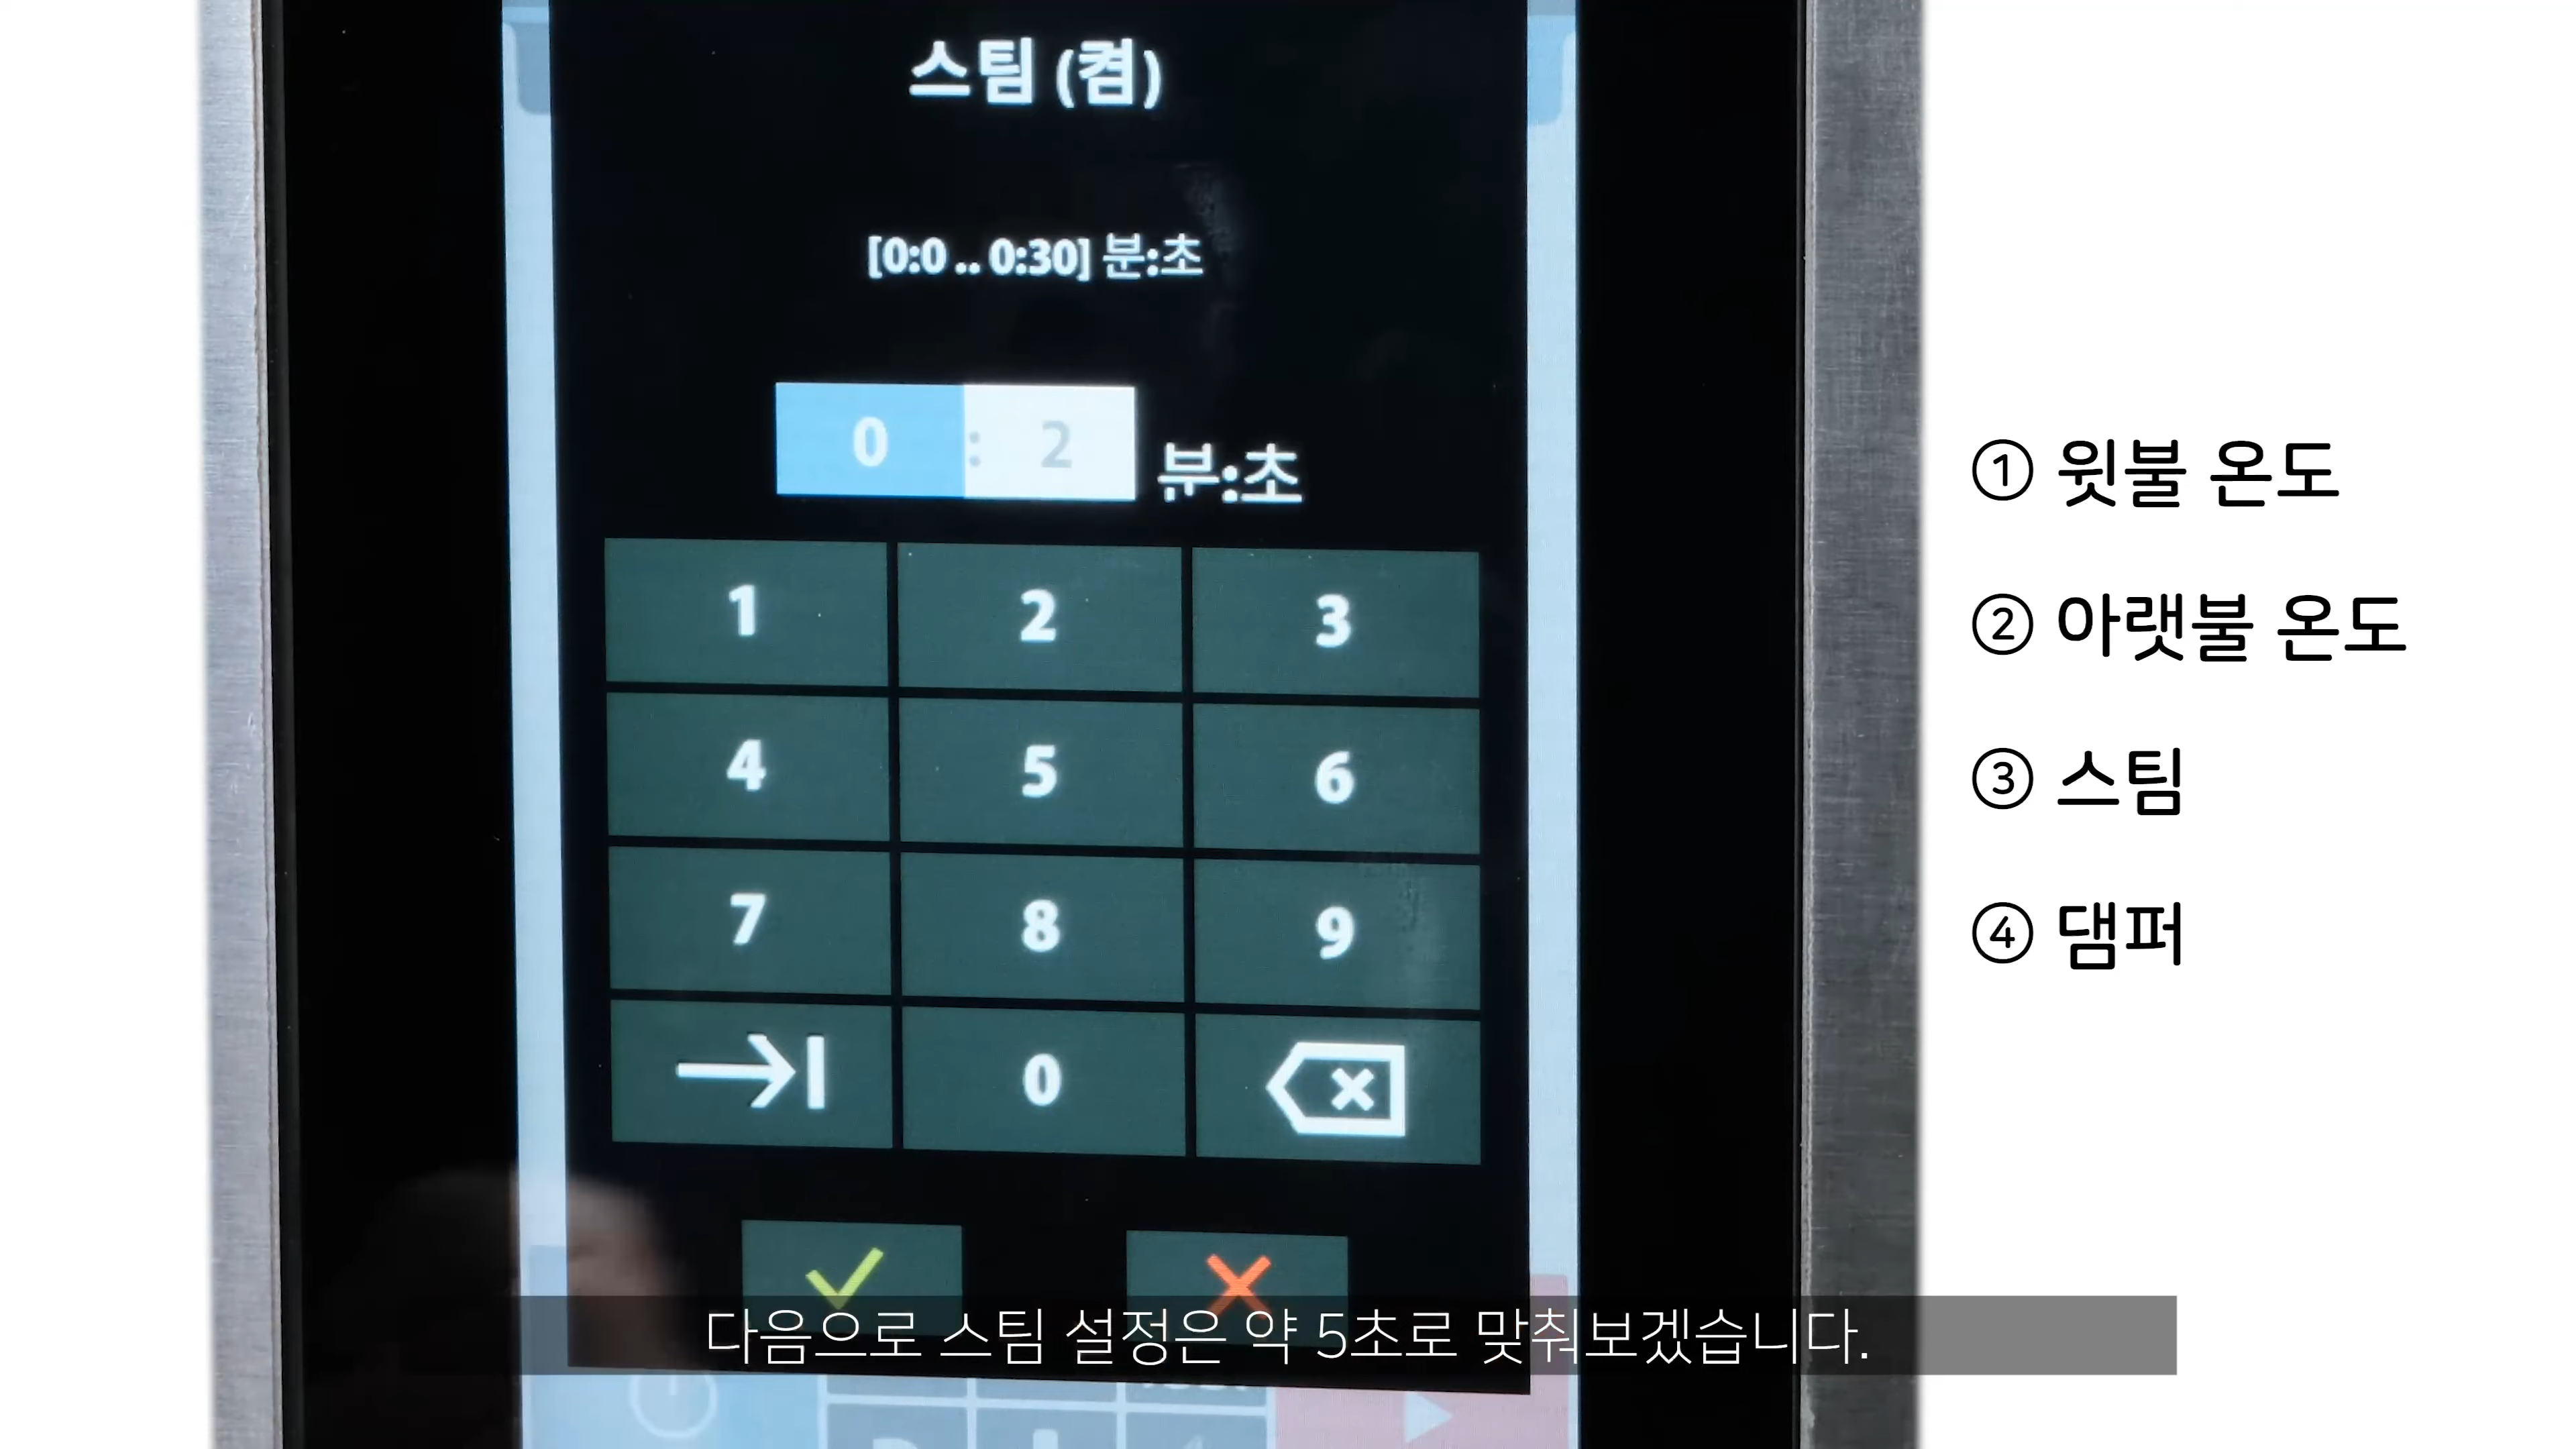 스팀 (켬)
[0:0 .. 0:30] 분:초
0 : 2 분:초
1 2 3
4 5 6
7 8 9
0
① 윗불 온도
② 아랫불 온도
③ 스팀
④ 댐퍼
다음으로 스팀 설정은 약 5초로 맞춰보겠습니다.